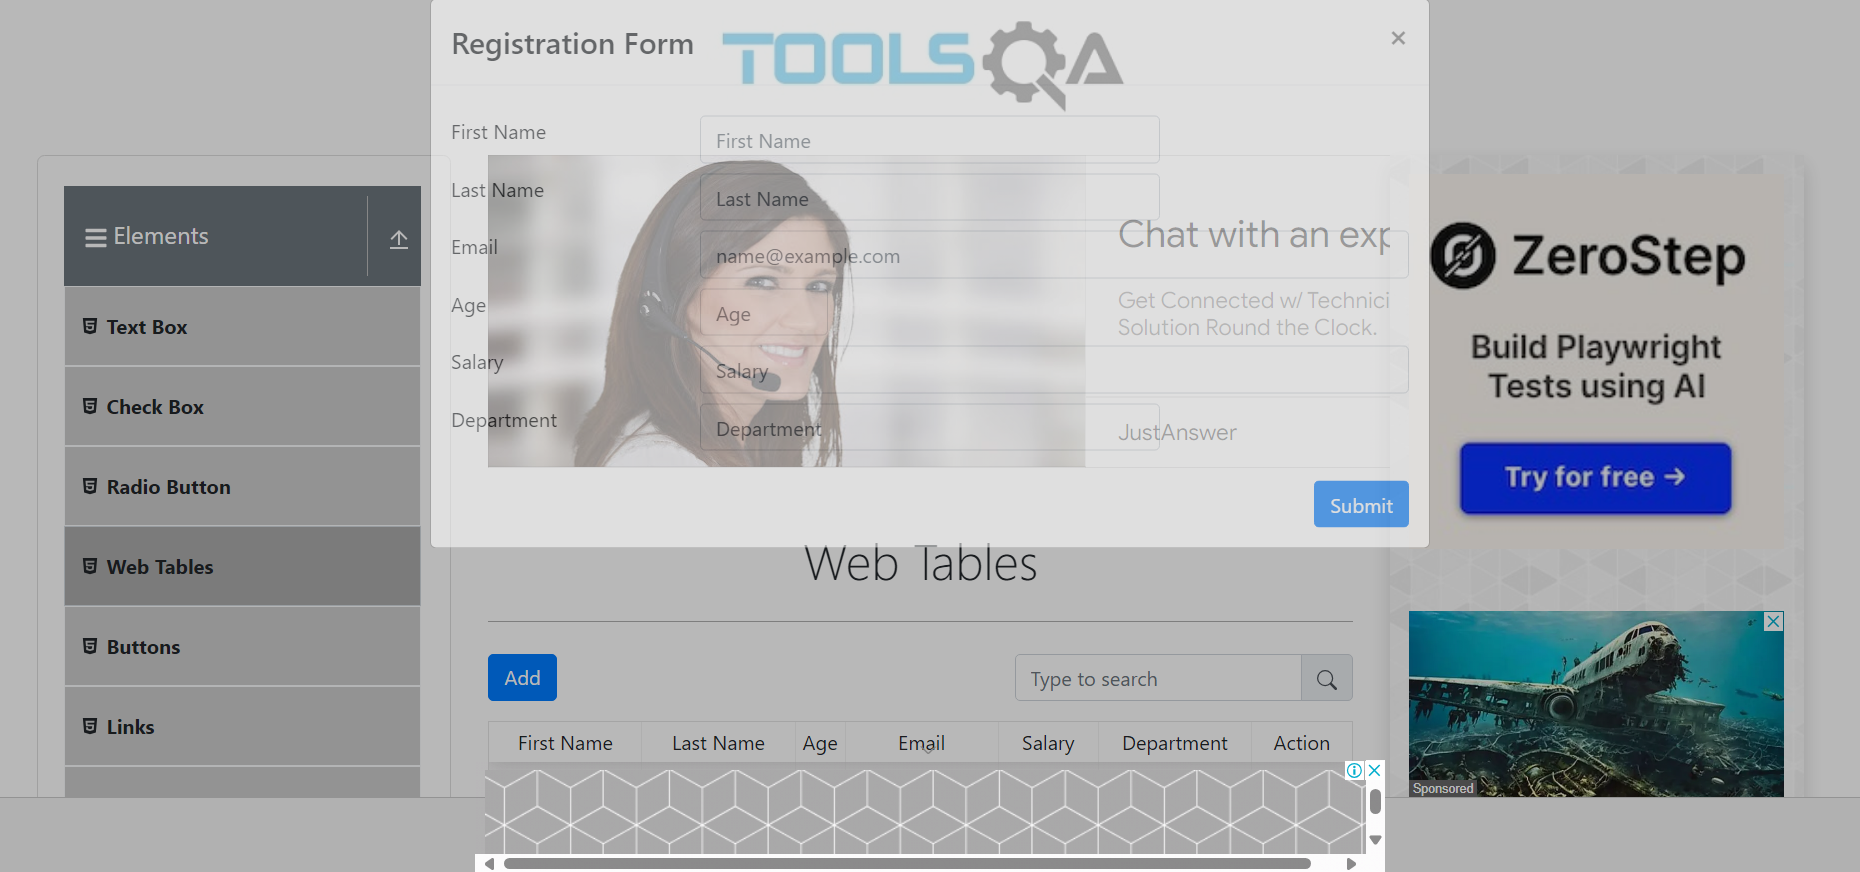 Registration Form
TOOLSQA
×
First Name
First Name
Last Name
Last Name
Email
name@example.com
Age
Age
Salary
Salary
Department
Department
Submit
Chat with an exp
Get Connected w/ Technici
Solution Round the Clock.
JustAnswer
Elements
Text Box
Check Box
Radio Button
Web Tables
Buttons
Links
Web Tables
Add
Type to search
First Name Last Name Age Email Salary Department Action
ZeroStep
Build Playwright
Tests using AI
Try for free →
Sponsored